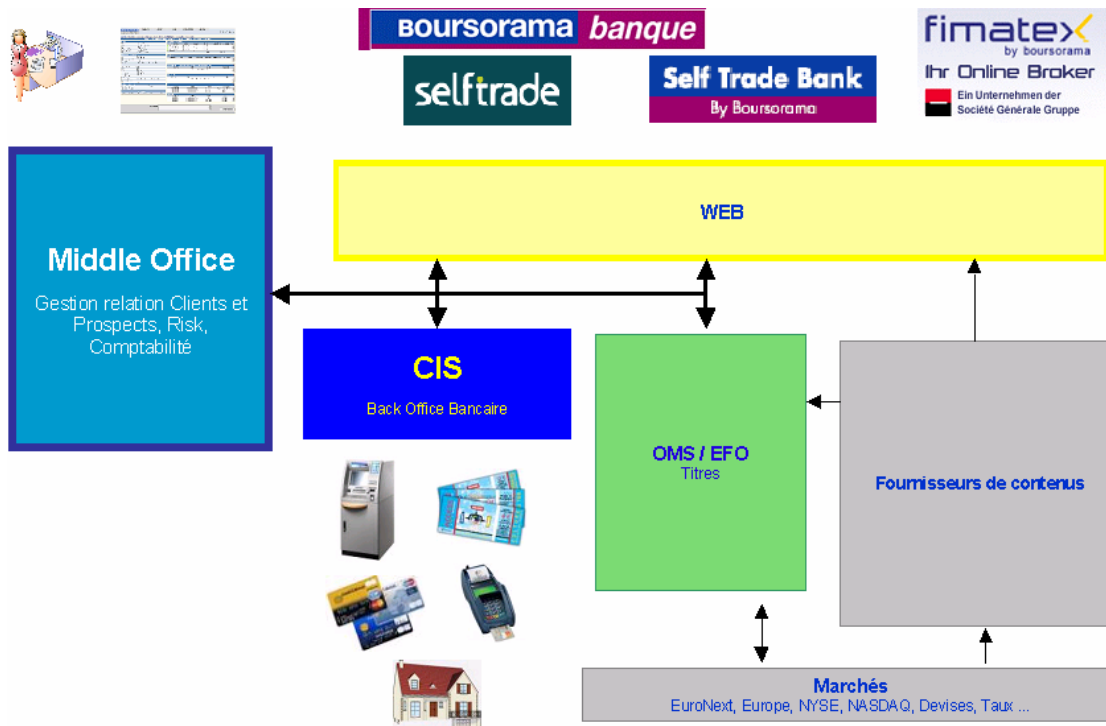 BOURSORAMA banque
selftrade
Self Trade Bank
By Boursorama
fimatex
by boursorama
Ihr Online Broker
Ein Unternehmen der
Société Générale Gruppe
Middle Office
Gestion relation Clients et
Prospects, Risk,
Comptabilité
WEB
CIS
Back Office Bancaire
OMS / EFO
Titres
Fournisseurs de contenus
Marchés
EuroNext, Europe, NYSE, NASDAQ, Devises, Taux ...